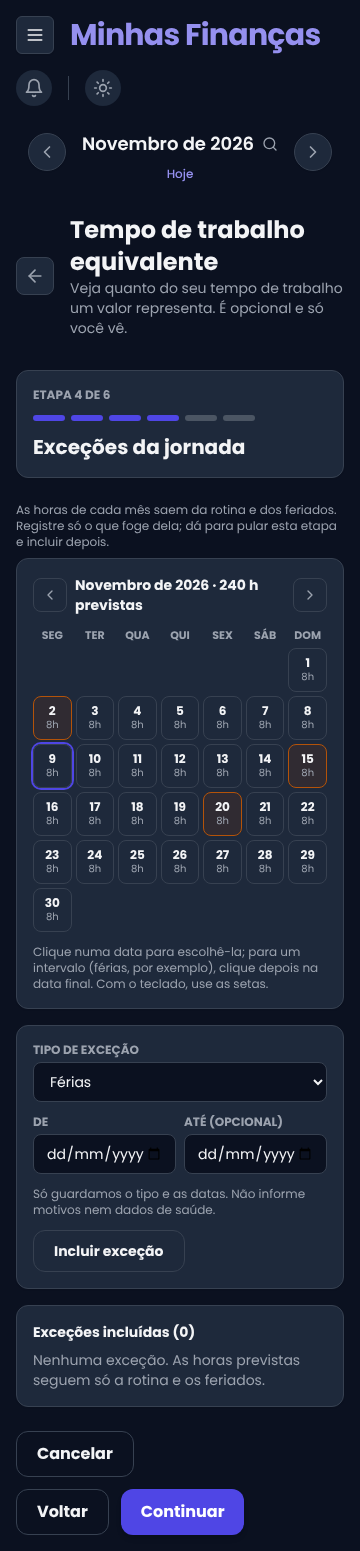 Minhas Finanças
Novembro de 2026
Hoje
Tempo de trabalho
equivalente
Veja quanto do seu tempo de trabalho
um valor representa. É opcional e só
você vê.
ETAPA 4 DE 6
Exceções da jornada
As horas de cada mês saem da rotina e dos feriados.
Registre só o que foge dela; dá para pular esta etapa
e incluir depois.
Novembro de 2026 · 240 h
previstas
SEG TER QUA QUI SEX SÁB DOM
1
8h
2 3 4 5 6 7 8
8h 8h 8h 8h 8h 8h 8h
9 10 11 12 13 14 15
8h 8h 8h 8h 8h 8h 8h
16 17 18 19 20 21 22
8h 8h 8h 8h 8h 8h 8h
23 24 25 26 27 28 29
8h 8h 8h 8h 8h 8h 8h
30
8h
Clique numa data para escolhê-la; para um
intervalo (férias, por exemplo), clique depois na
data final. Com o teclado, use as setas.
TIPO DE EXCEÇÃO
Férias
DE ATÉ (OPCIONAL)
dd/mm/yyyy dd/mm/yyyy
Só guardamos o tipo e as datas. Não informe
motivos nem dados de saúde.
Incluir exceção
Exceções incluídas (0)
Nenhuma exceção. As horas previstas
seguem só a rotina e os feriados.
Cancelar
Voltar Continuar